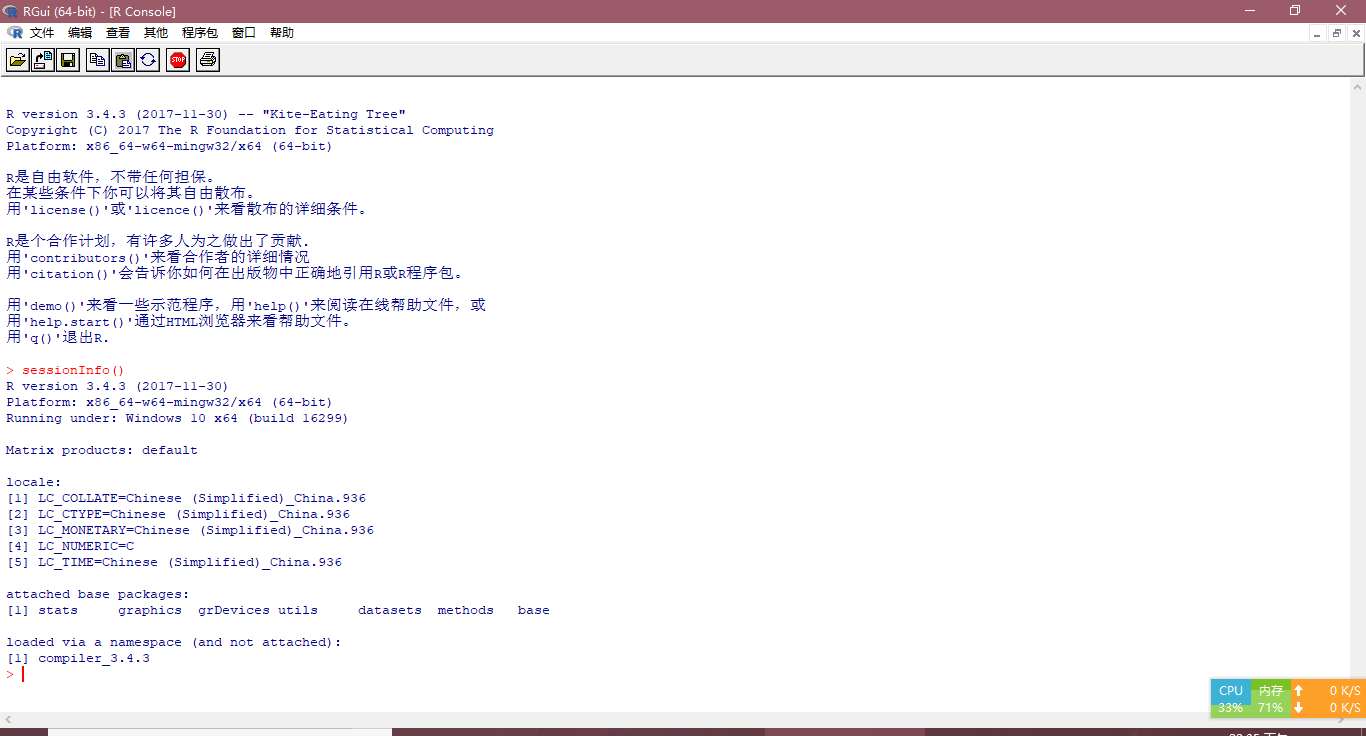 RGui (64-bit) - [R Console]
文件 编辑 查看 其他 程序包 窗口 帮助
STOP
R version 3.4.3 (2017-11-30) -- "Kite-Eating Tree"
Copyright (C) 2017 The R Foundation for Statistical Computing
Platform: x86_64-w64-mingw32/x64 (64-bit)
R是自由软件，不带任何担保。
在某些条件下你可以将其自由散布。
用'license()'或'licence()'来看散布的详细条件。
R是个合作计划，有许多人为之做出了贡献.
用'contributors()'来看合作者的详细情况
用'citation()'会告诉你如何在出版物中正确地引用R或R程序包。
用'demo()'来看一些示范程序，用'help()'来阅读在线帮助文件，或
用'help.start()'通过HTML浏览器来看帮助文件。
用'q()'退出R.
> sessionInfo()
R version 3.4.3 (2017-11-30)
Platform: x86_64-w64-mingw32/x64 (64-bit)
Running under: Windows 10 x64 (build 16299)
Matrix products: default
locale:
[1] LC_COLLATE=Chinese (Simplified)_China.936
[2] LC_CTYPE=Chinese (Simplified)_China.936
[3] LC_MONETARY=Chinese (Simplified)_China.936
[4] LC_NUMERIC=C
[5] LC_TIME=Chinese (Simplified)_China.936
attached base packages:
[1] stats     graphics  grDevices utils     datasets  methods   base
loaded via a namespace (and not attached):
[1] compiler_3.4.3
>
CPU 内存 0 K/S
33% 71% 0 K/S